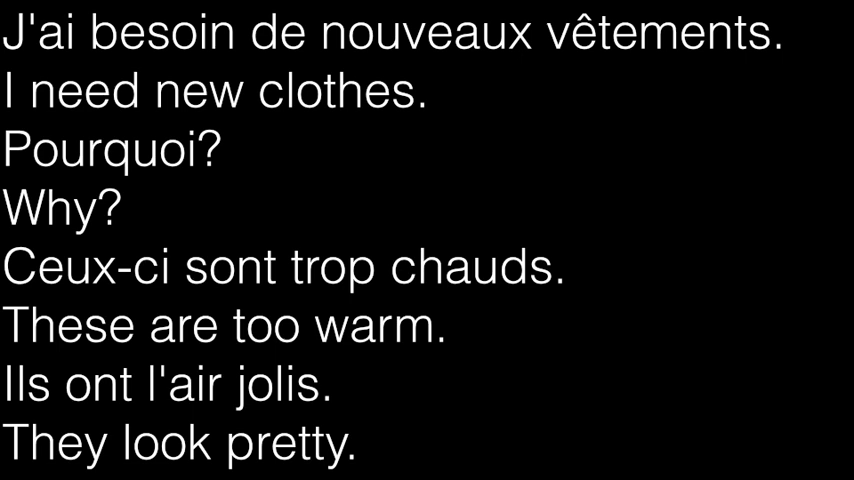 J'ai besoin de nouveaux vêtements.
I need new clothes.
Pourquoi?
Why?
Ceux-ci sont trop chauds.
These are too warm.
Ils ont l'air jolis.
They look pretty.